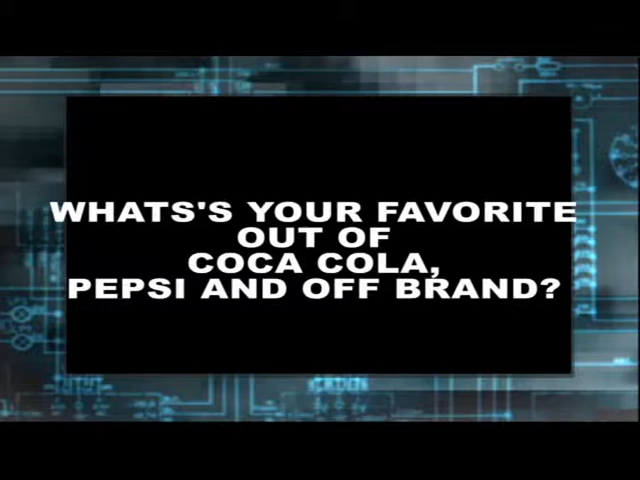 WHATS'S YOUR FAVORITE
OUT OF
COCA COLA,
PEPSI AND OFF BRAND?